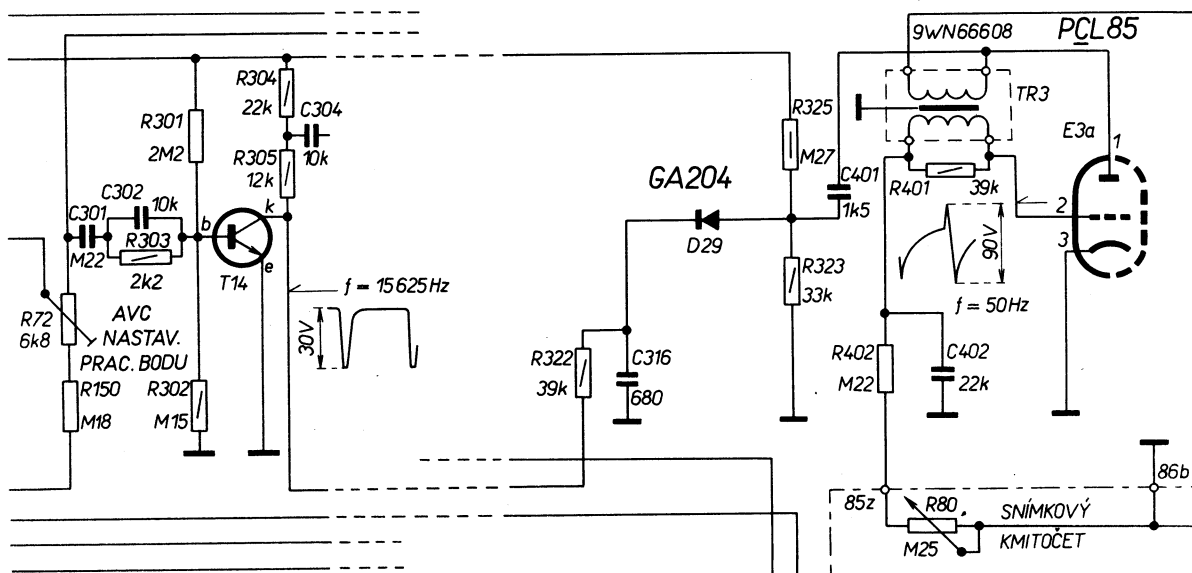 9WN66608
PCL85
R304
22k
C304
10k
R301
2M2
R305
12k
R325
M27
TR3
E3a
1
GA204
C401
1k5
R401
39k
C302
10k
C301
M22
R303
2k2
b
k
e
T14
D29
2
3
90V
R323
33k
f = 15625Hz
f = 50Hz
R72
6k8
AVC
NASTAV.
PRAC. BODU
30V
R322
39k
C316
680
R402
M22
C402
22k
R150
M18
R302
M15
86b
85z
R80
M25
SNÍMKOVÝ
KMITOČET